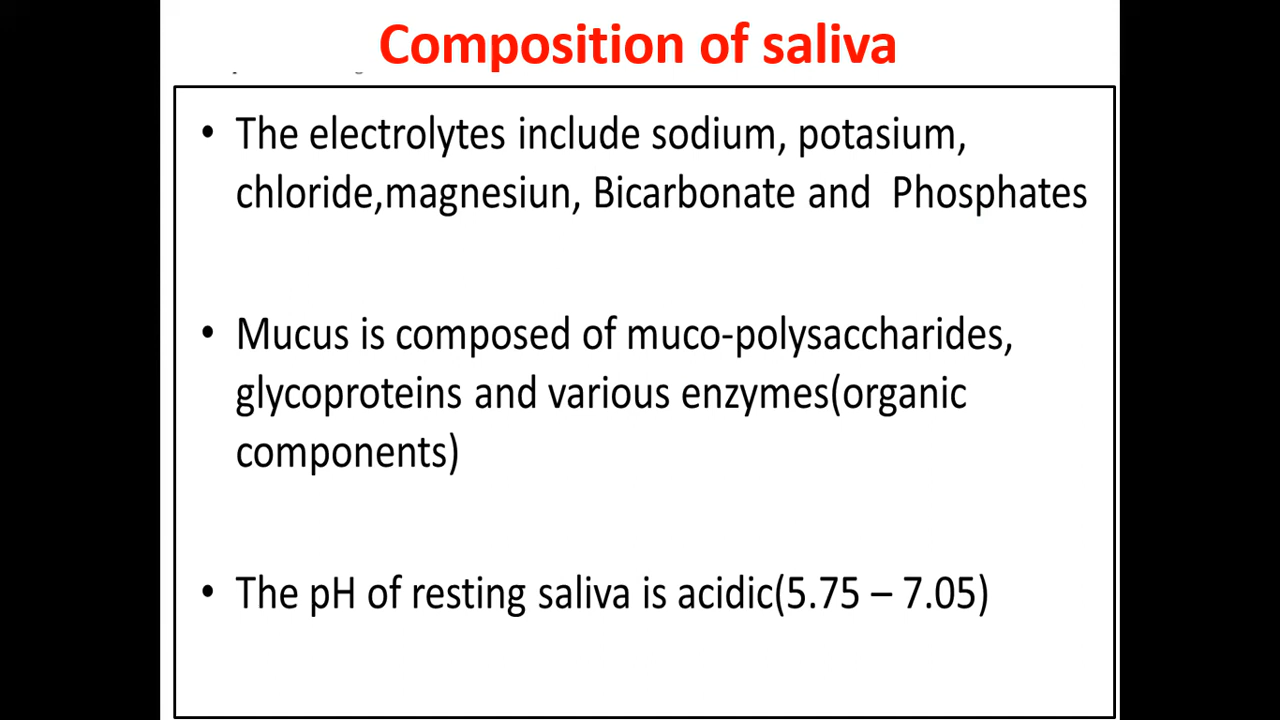 Composition of saliva
• The electrolytes include sodium, potasium,
chloride,magnesiun, Bicarbonate and Phosphates
• Mucus is composed of muco-polysaccharides,
glycoproteins and various enzymes(organic
components)
• The pH of resting saliva is acidic(5.75 – 7.05)